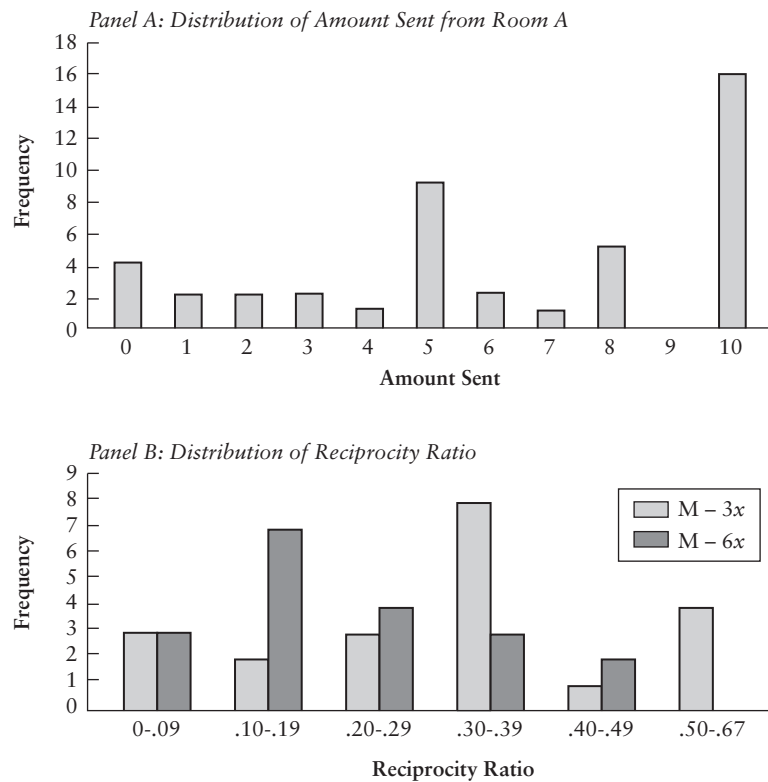 Panel A: Distribution of Amount Sent from Room A
18
16
14
12
10
8
6
4
2
0
Frequency
0 1 2 3 4 5 6 7 8 9 10
Amount Sent
Panel B: Distribution of Reciprocity Ratio
9
8
7
6
5
4
3
2
1
0
Frequency
M – 3x
M – 6x
0-.09 .10-.19 .20-.29 .30-.39 .40-.49 .50-.67
Reciprocity Ratio